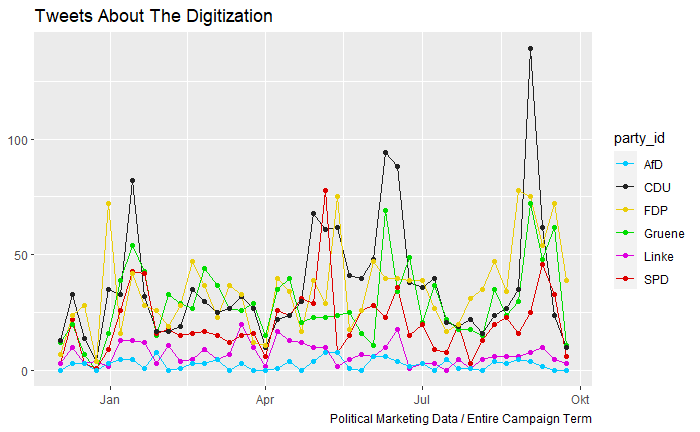 Tweets About The Digitization
100
50
0
Jan
Apr
Jul
Okt
Political Marketing Data / Entire Campaign Term
party_id
AfD
CDU
FDP
Gruene
Linke
SPD